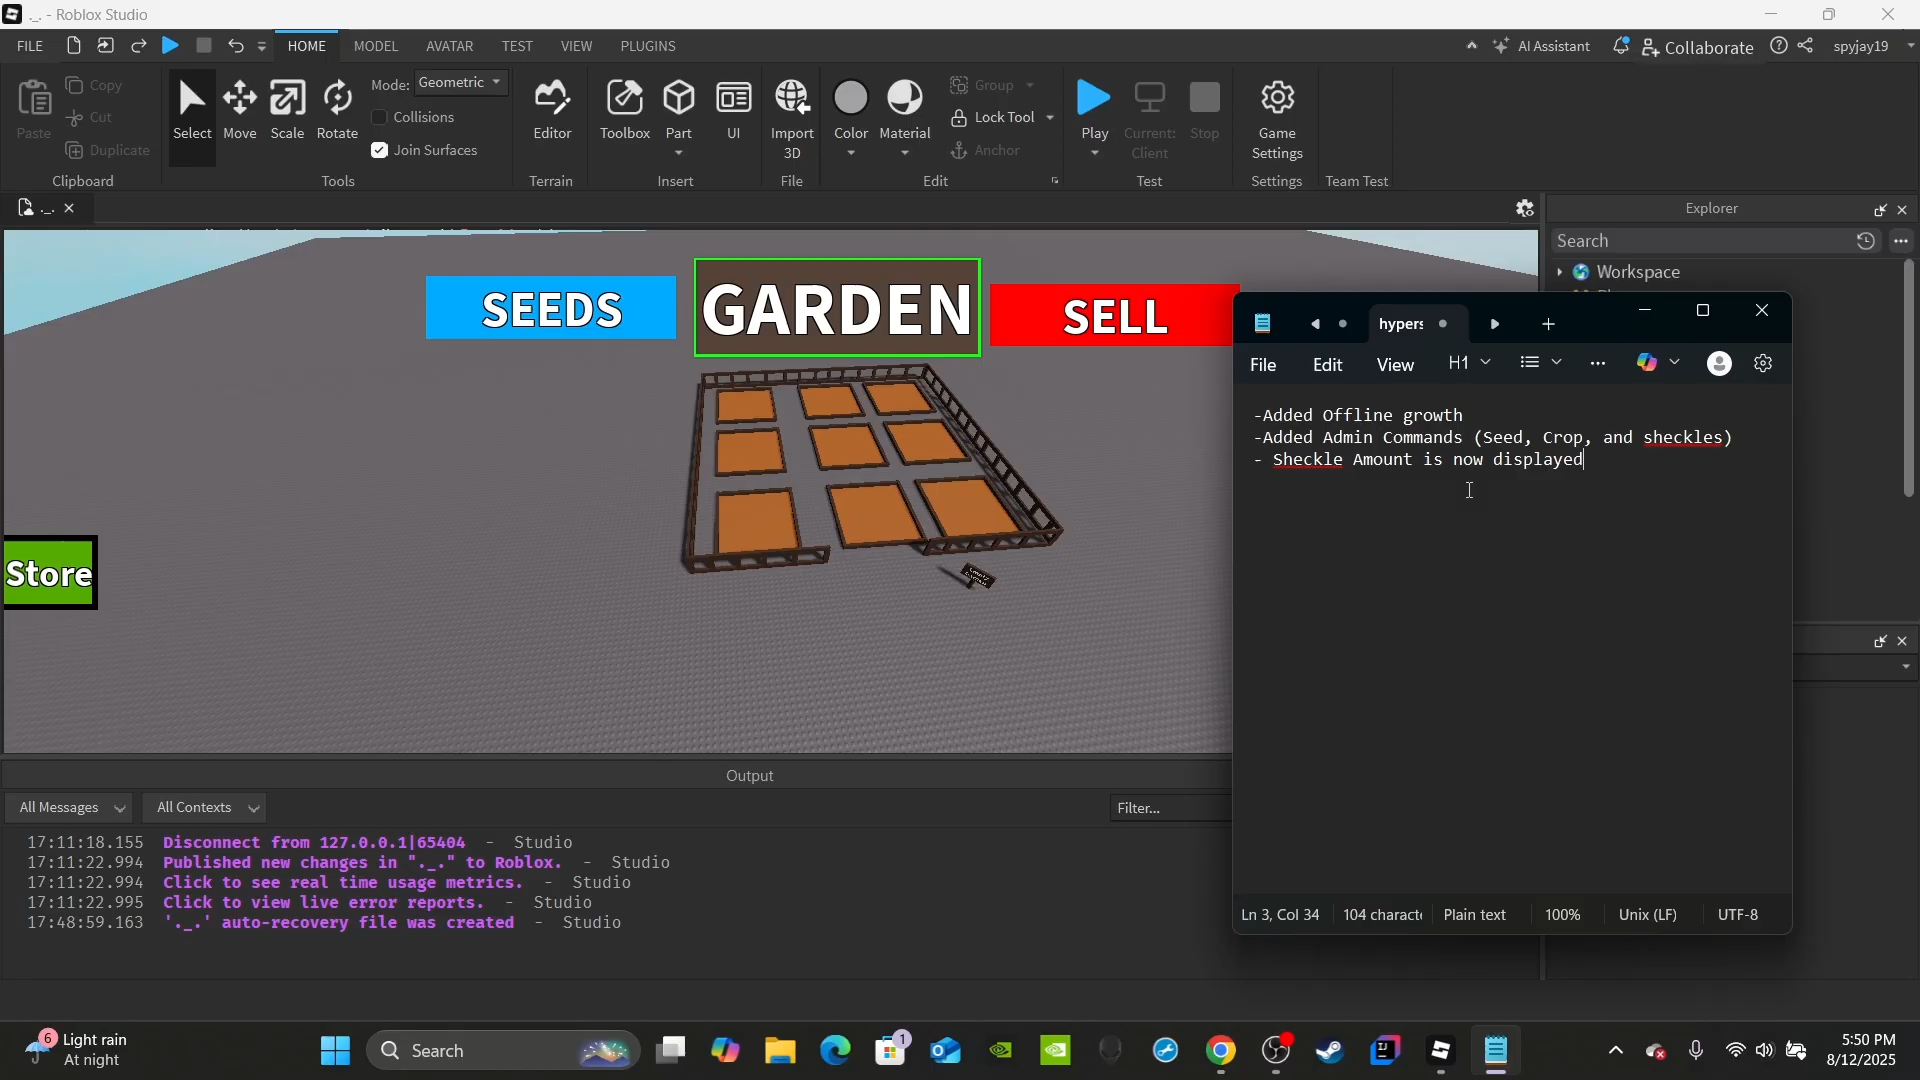 ._. - Roblox Studio
FILE
HOME
MODEL
AVATAR
TEST
VIEW
PLUGINS
AI Assistant
Collaborate
spyjay19
Paste
Copy
Cut
Duplicate
Clipboard
Select
Move
Scale
Rotate
Mode: Geometric
Collisions
Join Surfaces
Tools
Editor
Terrain
Toolbox
Part
UI
Insert
Import
3D
File
Color
Material
Group
Lock Tool
Anchor
Edit
Play
Current:
Client
Stop
Test
Game
Settings
Settings
Team Test
._.
Explorer
Search
Workspace
SEEDS
GARDEN
SELL
Store
hypers
File
Edit
View
H1
-Added Offline growth
-Added Admin Commands (Seed, Crop, and sheckles)
- Sheckle Amount is now displayed
Ln 3, Col 34
104 characte
Plain text
100%
Unix (LF)
UTF-8
Output
All Messages
All Contexts
Filter...
17:11:18.155 Disconnect from 127.0.0.1|65404 - Studio
17:11:22.994 Published new changes in "._." to Roblox. - Studio
17:11:22.994 Click to see real time usage metrics. - Studio
17:11:22.995 Click to view live error reports. - Studio
17:48:59.163 '._.' auto-recovery file was created - Studio
6
Light rain
At night
Search
1
5:50 PM
8/12/2025